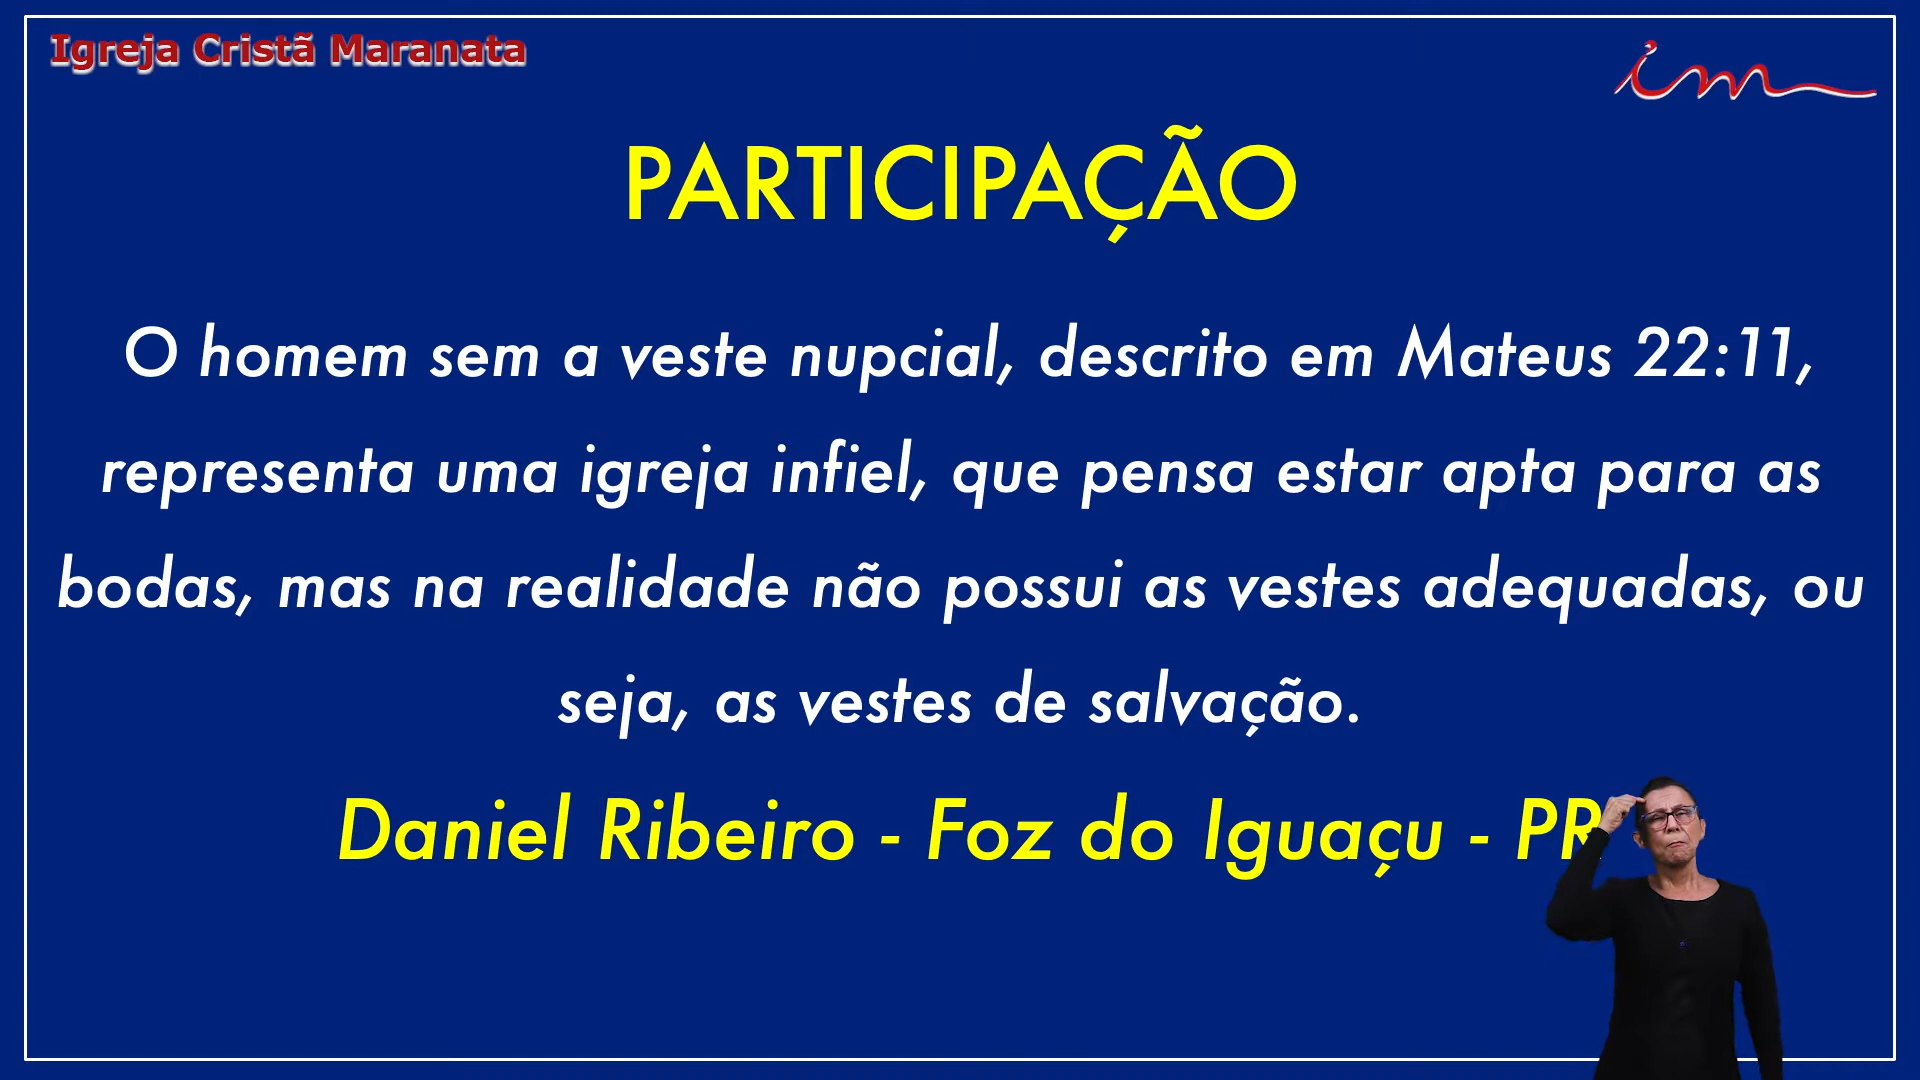 Igreja Cristã Maranata
im
PARTICIPAÇÃO
O homem sem a veste nupcial, descrito em Mateus 22:11,
representa uma igreja infiel, que pensa estar apta para as
bodas, mas na realidade não possui as vestes adequadas, ou
seja, as vestes de salvação.
Daniel Ribeiro - Foz do Iguaçu - PR